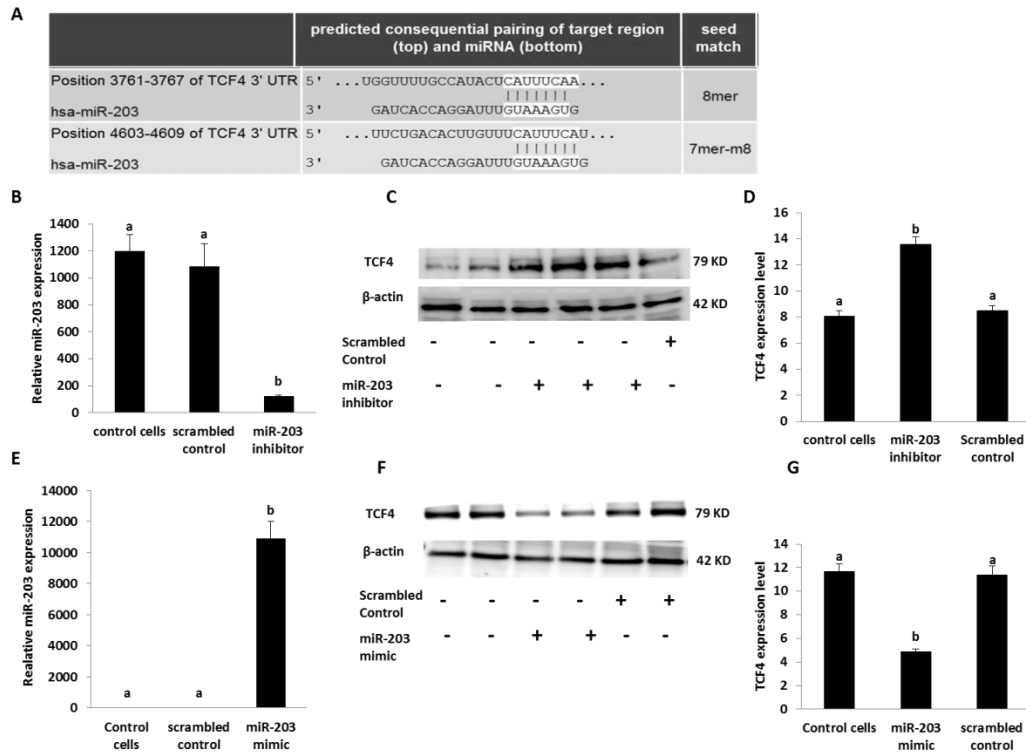 A
predicted consequential pairing of target region (top) and miRNA (bottom)
seed match
Position 3761-3767 of TCF4 3' UTR 5' ...UGGUUUUGCCAUACUCAUUUCAA...
hsa-miR-203 3' GAUCACCAGGAUUUGUAAAGUG
8mer
Position 4603-4609 of TCF4 3' UTR 5' ...UUCUGACACUUGUUUCAUUUCAU...
hsa-miR-203 3' GAUCACCAGGAUUUGUAAAGUG
7mer-m8
B
Relative miR-203 expression
1400
1200
1000
800
600
400
200
0
a
a
b
control cells
scrambled control
miR-203 inhibitor
C
TCF4
79 KD
β-actin
42 KD
Scrambled Control - - - - - +
miR-203 inhibitor - - + + + -
D
TCF4 expression level
16
14
12
10
8
6
4
2
0
a
b
a
control cells
miR-203 inhibitor
Scrambled control
E
Realative miR-203 expression
14000
12000
10000
8000
6000
4000
2000
0
a
a
b
Control cells
scrambled control
miR-203 mimic
F
TCF4
79 KD
β-actin
42 KD
Scrambled Control - - - - + +
miR-203 mimic - - + + - -
G
TCF4 expression level
14
12
10
8
6
4
2
0
a
b
a
Control cells
miR-203 mimic
scrambled control